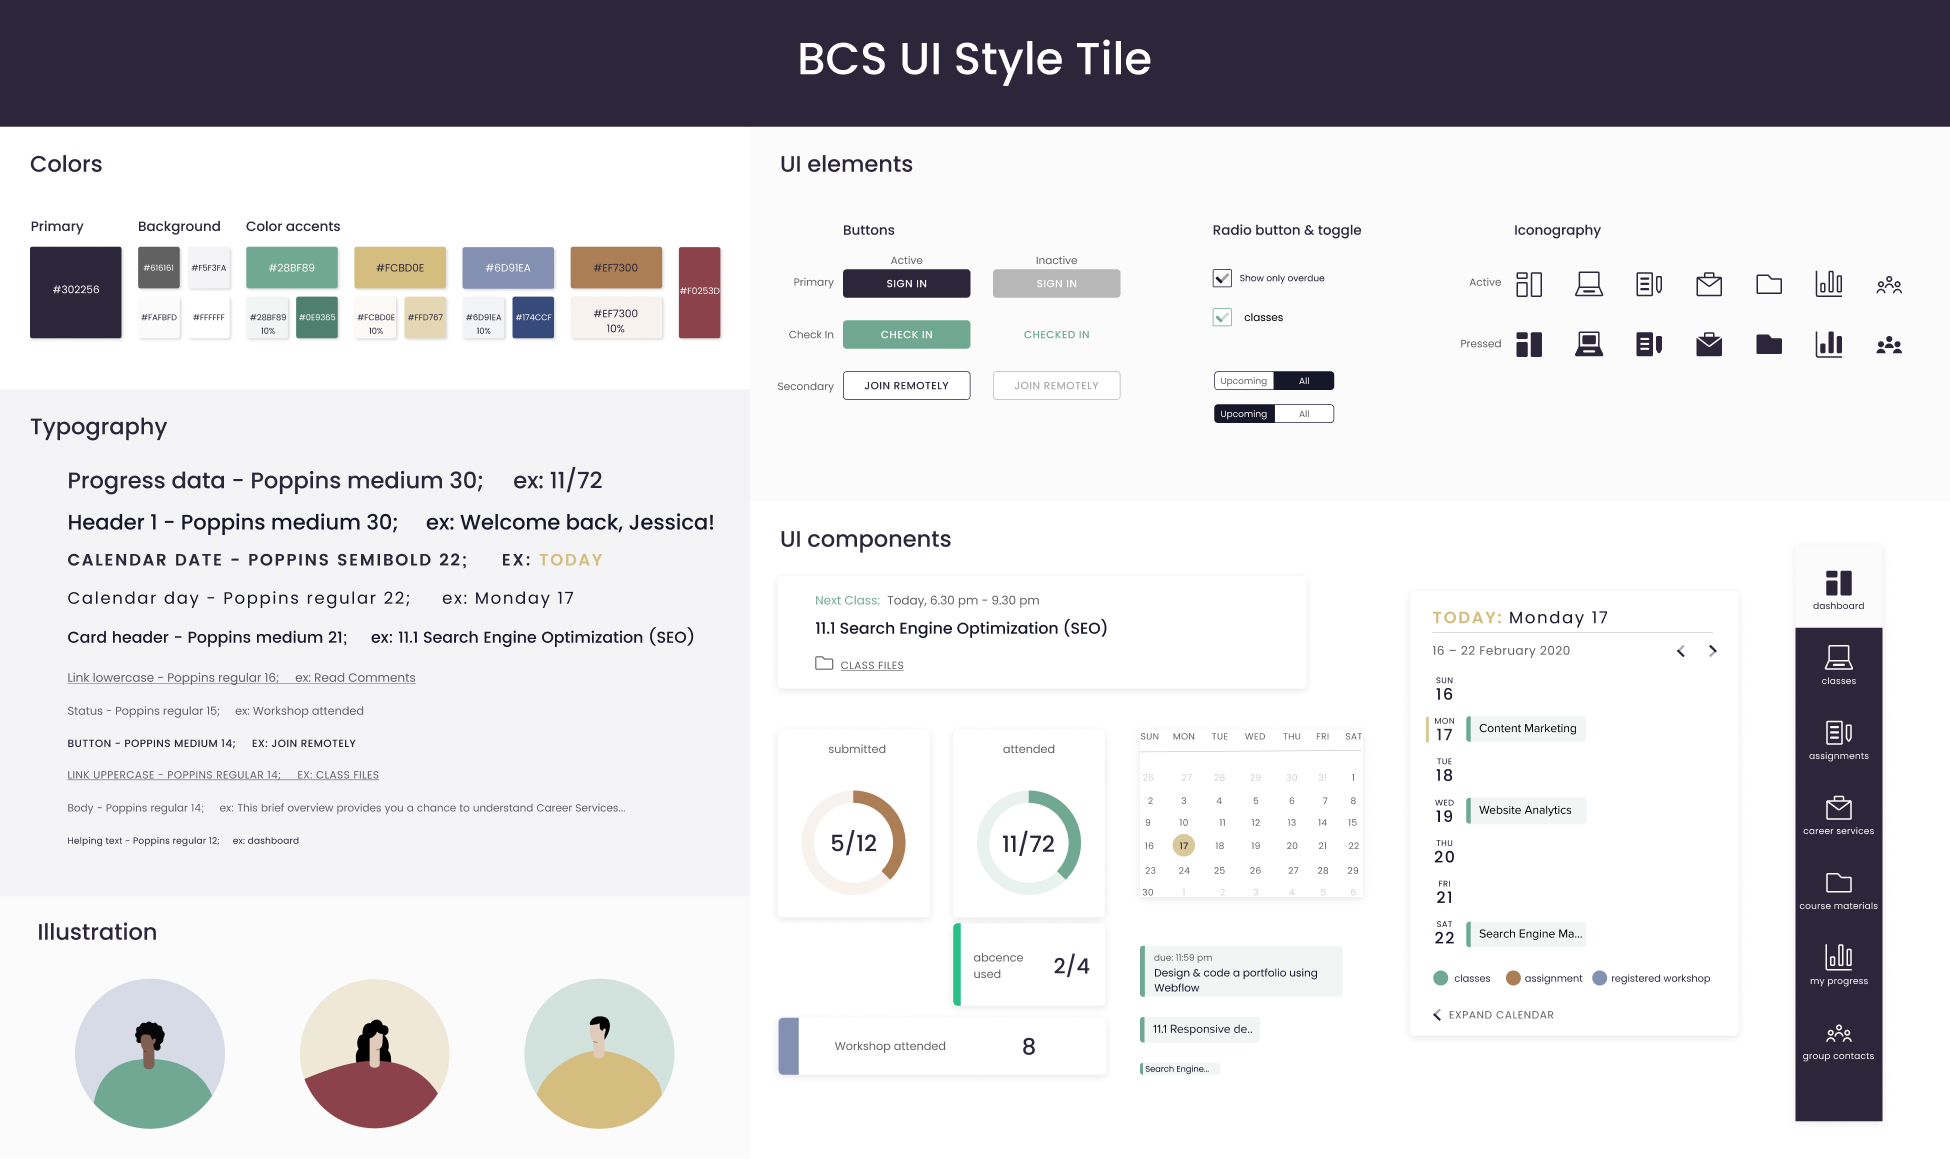 BCS UI Style Tile
Colors
Primary
Background
Color accents
#302256
#616161
#F5F3FA
#FAFBFD
#FFFFFF
#28BF89
#28BF89
10%
#0E9365
#FCBD0E
#FCBD0E
10%
#FFD767
#6D91EA
#6D91EA
10%
#174CCF
#EF7300
#EF7300
10%
#F0253D
Typography
Progress data - Poppins medium 30; ex: 11/72
Header 1 - Poppins medium 30; ex: Welcome back, Jessica!
CALENDAR DATE - POPPINS SEMIBOLD 22; EX: TODAY
Calendar day - Poppins regular 22; ex: Monday 17
Card header - Poppins medium 21; ex: 11.1 Search Engine Optimization (SEO)
Link lowercase - Poppins regular 16; ex: Read Comments
Status - Poppins regular 15; ex: Workshop attended
BUTTON - POPPINS MEDIUM 14; EX: JOIN REMOTELY
LINK UPPERCASE - POPPINS REGULAR 14; EX: CLASS FILES
Body - Poppins regular 14; ex: This brief overview provides you a chance to understand Career Services...
Helping text - Poppins regular 12; ex: dashboard
Illustration
UI elements
Buttons
Active
Inactive
Primary
SIGN IN
SIGN IN
Check In
CHECK IN
CHECKED IN
Secondary
JOIN REMOTELY
JOIN REMOTELY
Radio button & toggle
Show only overdue
classes
Upcoming All
Upcoming All
Iconography
Active
Pressed
UI components
Next Class: Today, 6.30 pm - 9.30 pm
11.1 Search Engine Optimization (SEO)
CLASS FILES
submitted
5/12
attended
11/72
abcence
used
2/4
Workshop attended 8
SUN MON TUE WED THU FRI SAT
26 27 28 29 30 31 1
2 3 4 5 6 7 8
9 10 11 12 13 14 15
16 17 18 19 20 21 22
23 24 25 26 27 28 29
30 1 2 3 4 5 6
due: 11:59 pm
Design & code a portfolio using
Webflow
11.1 Responsive de..
Search Engine...
TODAY: Monday 17
16 – 22 February 2020
SUN
16
MON
17
Content Marketing
TUE
18
WED
19
Website Analytics
THU
20
FRI
21
SAT
22
Search Engine Ma...
classes assignment registered workshop
EXPAND CALENDAR
dashboard
classes
assignments
career services
course materials
my progress
group contacts